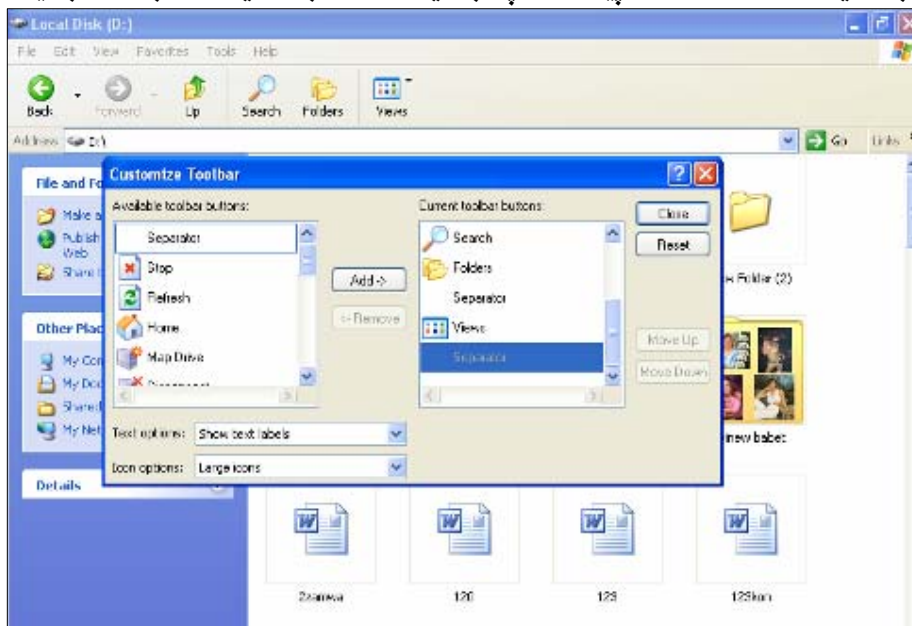 Local Disk (D:)
File Edit View Favorites Tools Help
Back Forward Up Search Folders Views
Address D:\ Go Links
File and Fo
Make a
Publish
Web
Share t
Other Plac
My Com
My Doc
Shared
My Net
Details
Customize Toolbar
Available toolbar buttons:
Separator
Stop
Refresh
Home
Map Drive
Add ->
<- Remove
Current toolbar buttons:
Search
Folders
Separator
Views
Separator
Close
Reset
Move Up
Move Down
Text options: Show text labels
Icon options: Large icons
Folder (2)
new babet
120
123